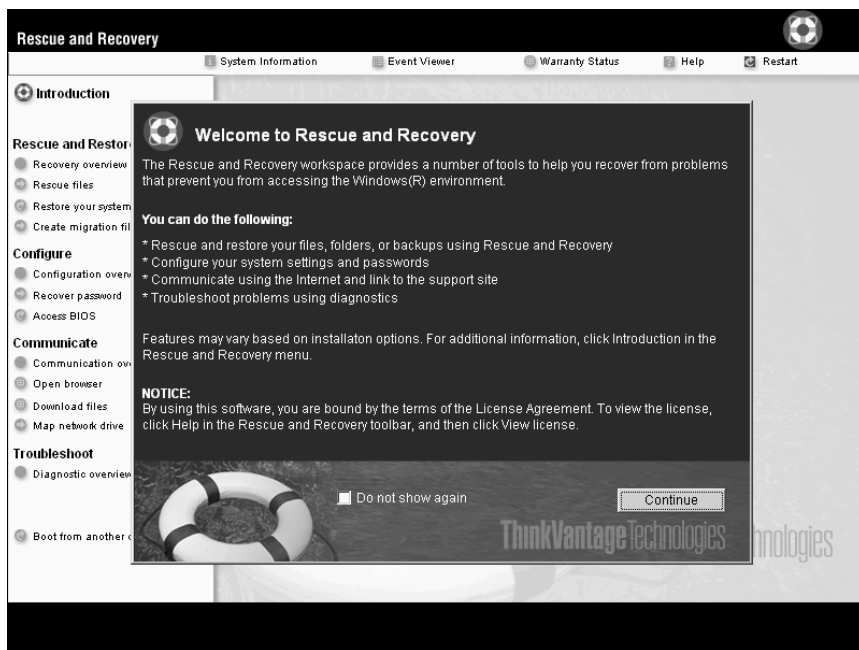 Rescue and Recovery
System Information
Event Viewer
Warranty Status
Help
Restart
Introduction
Rescue and Restor
Recovery overview
Rescue files
Restore your system
Create migration fil
Configure
Configuration overv
Recover password
Access BIOS
Communicate
Communication ov
Open browser
Download files
Map network drive
Troubleshoot
Diagnostic overview
Boot from another
Welcome to Rescue and Recovery
The Rescue and Recovery workspace provides a number of tools to help you recover from problems
that prevent you from accessing the Windows(R) environment.
You can do the following:
* Rescue and restore your files, folders, or backups using Rescue and Recovery
* Configure your system settings and passwords
* Communicate using the Internet and link to the support site
* Troubleshoot problems using diagnostics
Features may vary based on installaton options. For additional information, click Introduction in the
Rescue and Recovery menu.
NOTICE:
By using this software, you are bound by the terms of the License Agreement. To view the license,
click Help in the Rescue and Recovery toolbar, and then click View license.
Do not show again
Continue
ThinkVantage Technologies
hnologies